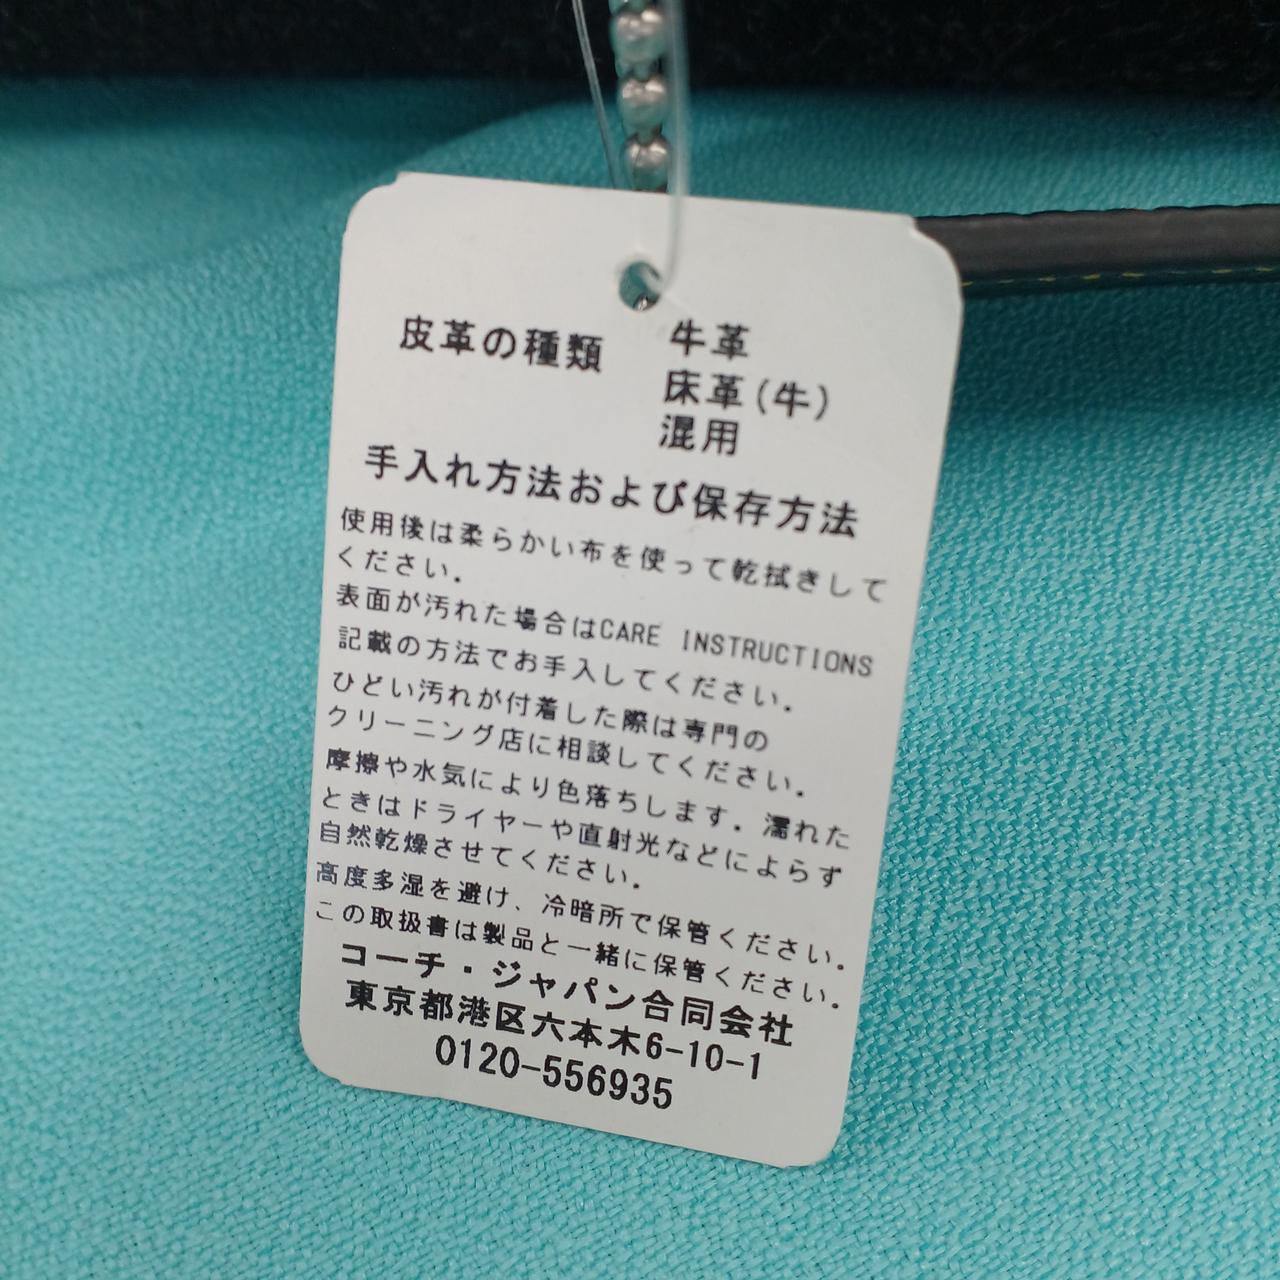 皮革の種類 牛革
床革(牛)
混用
手入れ方法および保存方法
使用後は柔らかい布を使って乾拭きして
ください.
表面が汚れた場合はCARE INSTRUCTIONS
記載の方法でお手入してください.
ひどい汚れが付着した際は専門の
クリーニング店に相談してください.
摩擦や水気により色落ちします. 濡れた
ときはドライヤーや直射光などによらず
自然乾燥させてください.
高度多湿を避け、冷暗所で保管ください.
この取扱書は製品と一緒に保管ください.
コーチ・ジャパン合同会社
東京都港区六本木6-10-1
0120-556935